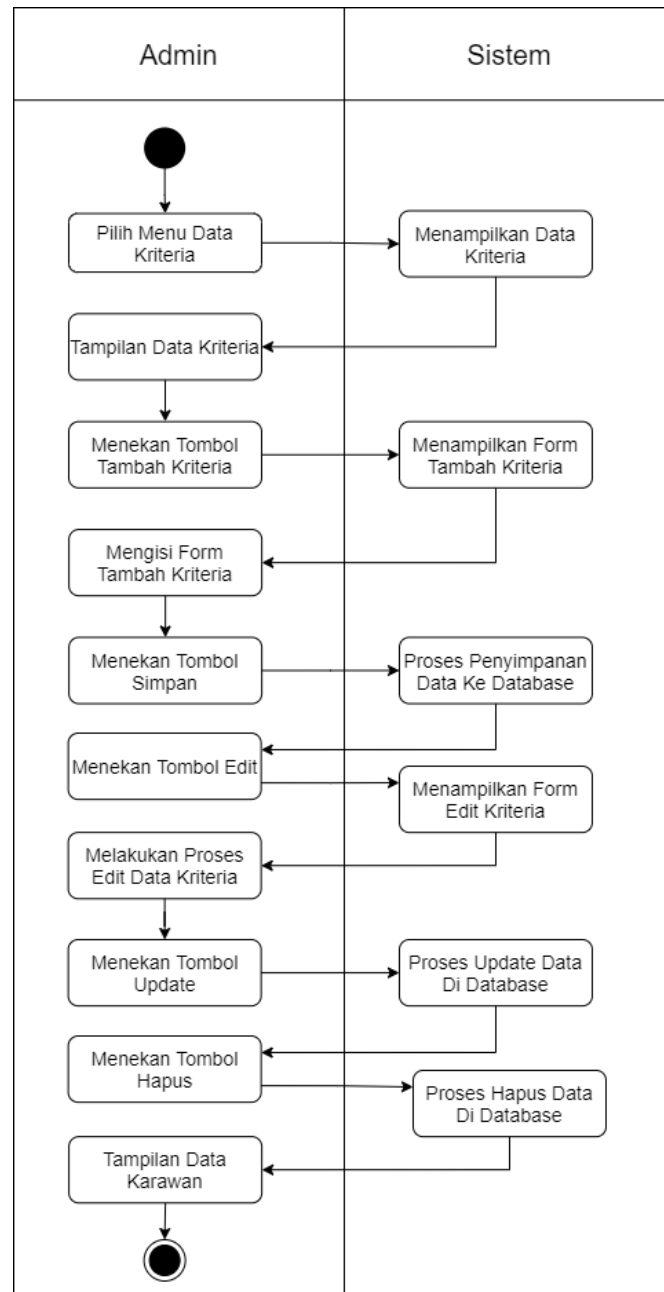 Admin
Sistem
Pilih Menu Data
Kriteria
Menampilkan Data
Kriteria
Tampilan Data Kriteria
Menekan Tombol
Tambah Kriteria
Menampilkan Form
Tambah Kriteria
Mengisi Form
Tambah Kriteria
Menekan Tombol
Simpan
Proses Penyimpanan
Data Ke Database
Menekan Tombol Edit
Menampilkan Form
Edit Kriteria
Melakukan Proses
Edit Data Kriteria
Menekan Tombol
Update
Proses Update Data
Di Database
Menekan Tombol
Hapus
Proses Hapus Data
Di Database
Tampilan Data
Karawan